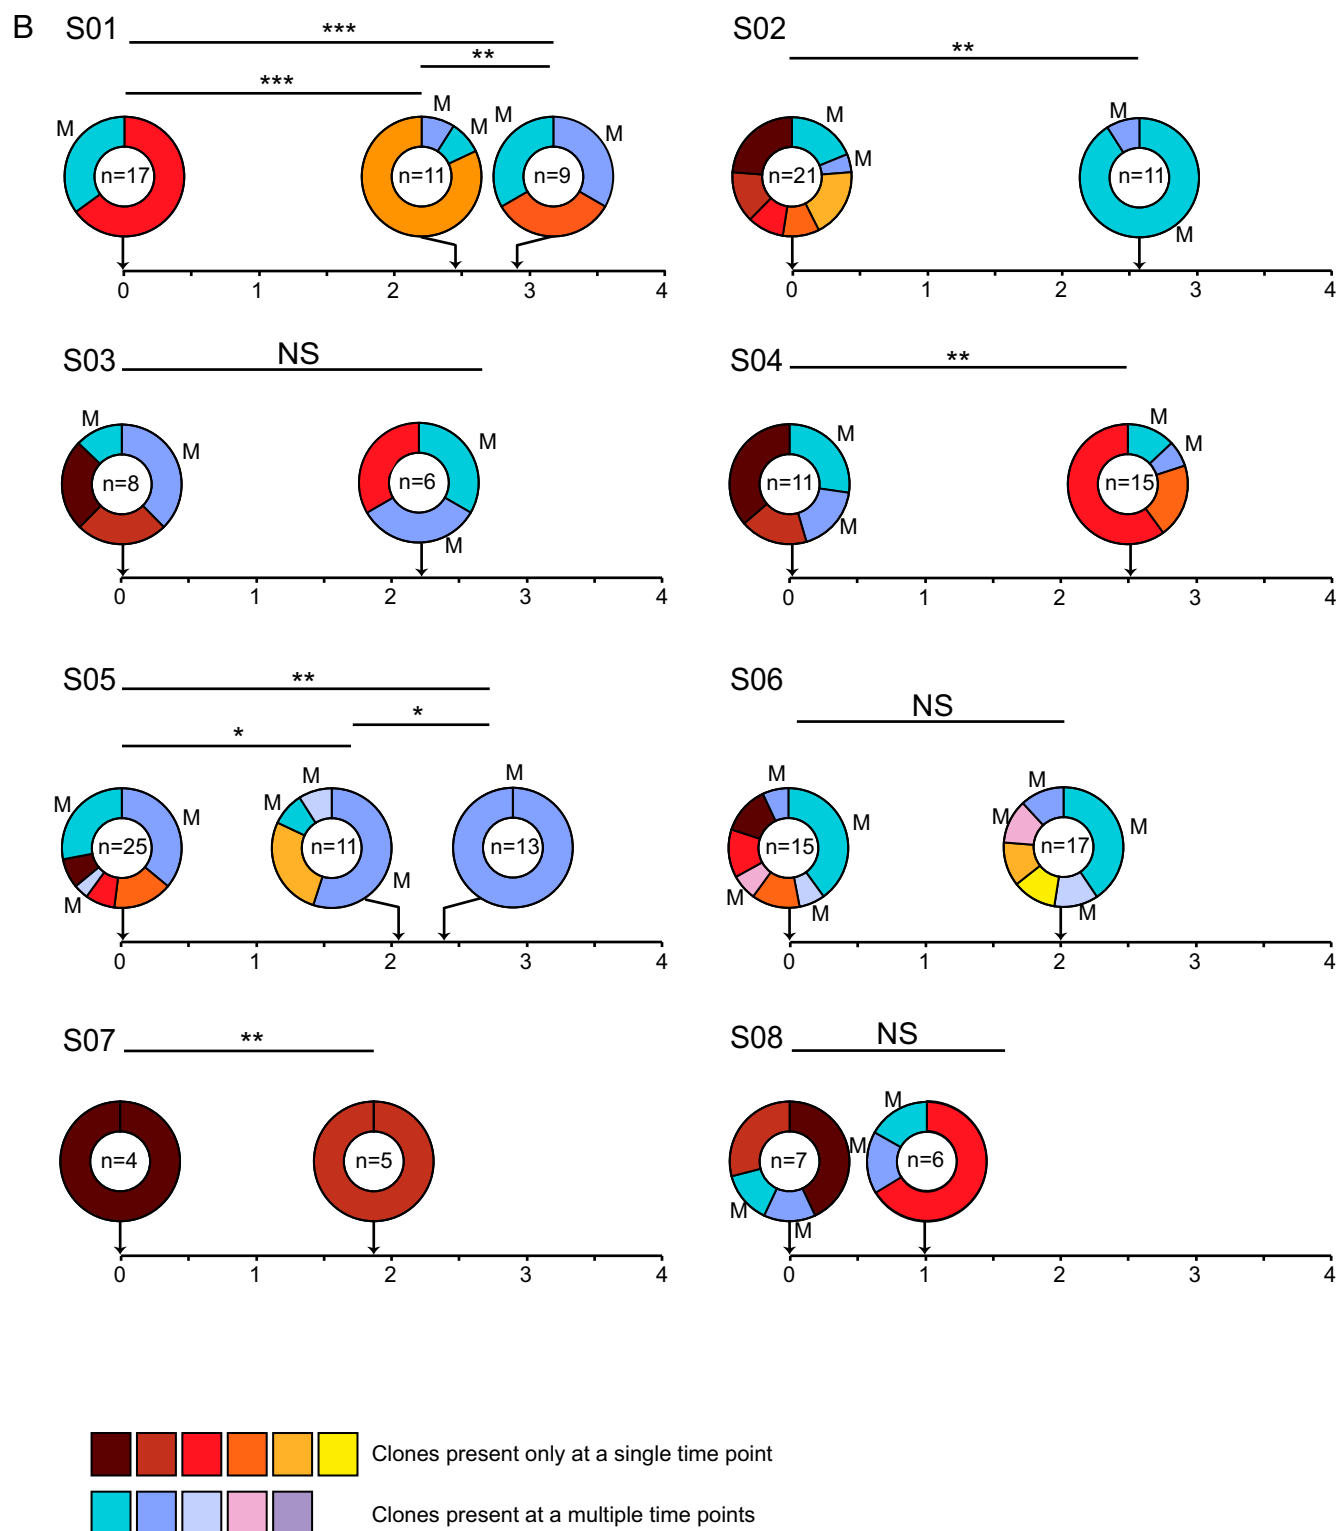 B
S01
***
**
***
M
n=17
M
M
n=11
M
M
n=9
0 1 2 3 4
S02
**
M
M
n=21
M
n=11
M
0 1 2 3 4
S03
NS
M
M
n=8
M
n=6
M
0 1 2 3 4
S04
**
M
n=11
M
M
M
n=15
0 1 2 3 4
S05
**
*
*
M
M
n=25
M
M
M
n=11
M
M
n=13
0 1 2 3 4
S06
NS
M
M
n=15
M
M
M
M
M
n=17
M
0 1 2 3 4
S07
**
n=4
n=5
0 1 2 3 4
S08
NS
n=7
M
M
M
M
n=6
0 1 2 3 4
Clones present only at a single time point
Clones present at a multiple time points